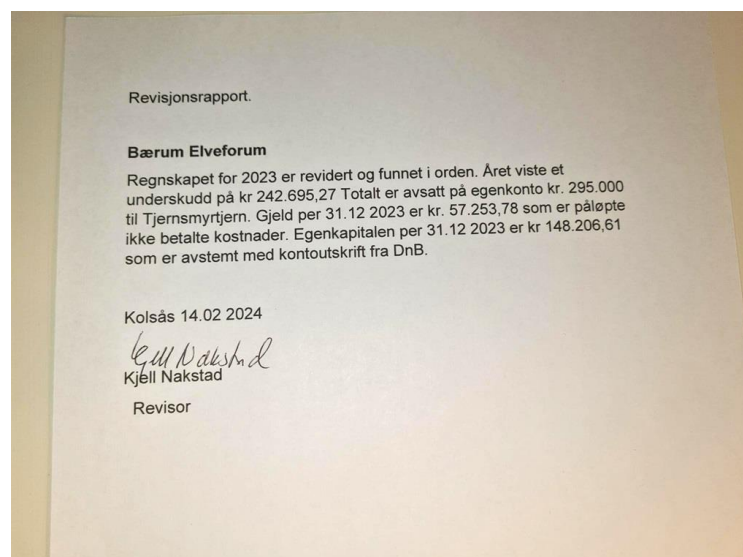 Revisjonsrapport.
Bærum Elveforum
Regnskapet for 2023 er revidert og funnet i orden. Året viste et
underskudd på kr 242.695,27 Totalt er avsatt på egenkonto kr. 295.000
til Tjernsmyrtjern. Gjeld per 31.12 2023 er kr. 57.253,78 som er påløpte
ikke betalte kostnader. Egenkapitalen per 31.12 2023 er kr 148.206,61
som er avstemt med kontoutskrift fra DnB.
Kolsås 14.02 2024
Kjell Nakstad
Kjell Nakstad
Revisor